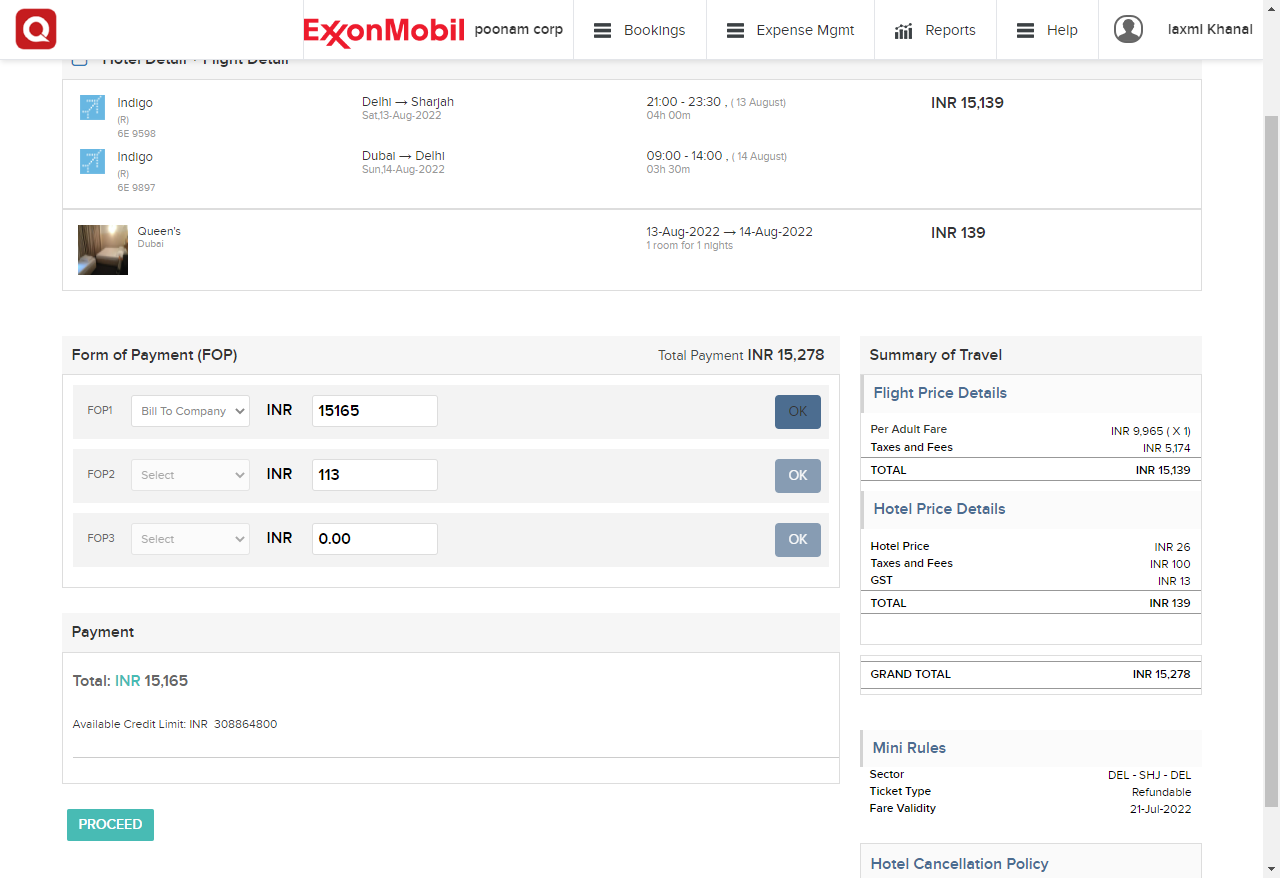 Q
ExxonMobil
poonam corp
Bookings
Expense Mgmt
Reports
Help
laxmi Khanal
Hotel Detail + Flight Detail
Indigo
(R)
6E 9598
Delhi → Sharjah
Sat,13-Aug-2022
21:00 - 23:30 , ( 13 August)
04h 00m
INR 15,139
Indigo
(R)
6E 9897
Dubai → Delhi
Sun,14-Aug-2022
09:00 - 14:00 , ( 14 August)
03h 30m
Queen's
Dubai
13-Aug-2022 → 14-Aug-2022
1 room for 1 nights
INR 139
Form of Payment (FOP)
Total Payment INR 15,278
FOP1 Bill To Company INR 15165 OK
FOP2 Select INR 113 OK
FOP3 Select INR 0.00 OK
Payment
Total: INR 15,165
Available Credit Limit: INR 308864800
PROCEED
Summary of Travel
Flight Price Details
Per Adult Fare INR 9,965 ( X 1)
Taxes and Fees INR 5,174
TOTAL INR 15,139
Hotel Price Details
Hotel Price INR 26
Taxes and Fees INR 100
GST INR 13
TOTAL INR 139
GRAND TOTAL INR 15,278
Mini Rules
Sector DEL - SHJ - DEL
Ticket Type Refundable
Fare Validity 21-Jul-2022
Hotel Cancellation Policy